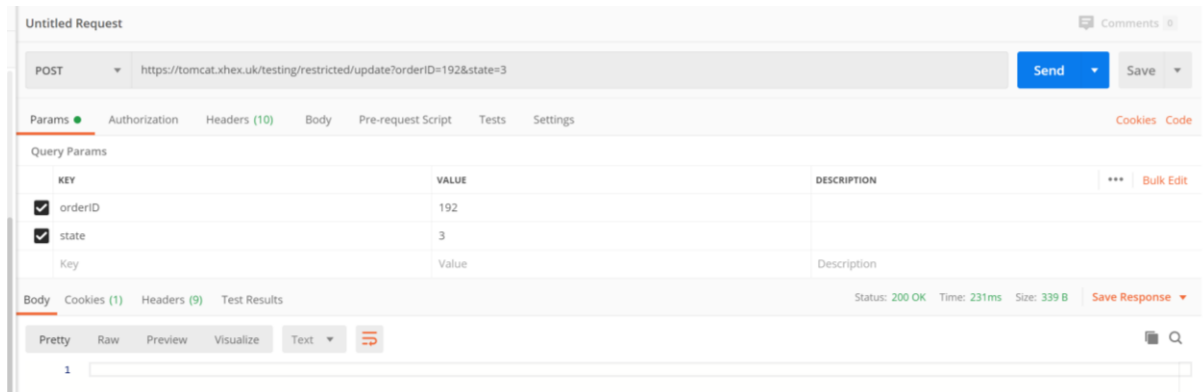 Untitled Request Comments 0
POST https://tomcat.xhex.uk/testing/restricted/update?orderID=192&state=3 Send Save
Params Authorization Headers (10) Body Pre-request Script Tests Settings Cookies Code
Query Params
KEY VALUE DESCRIPTION ••• Bulk Edit
orderID 192
state 3
Key Value Description
Body Cookies (1) Headers (9) Test Results Status: 200 OK Time: 231ms Size: 339 B Save Response
Pretty Raw Preview Visualize Text
1